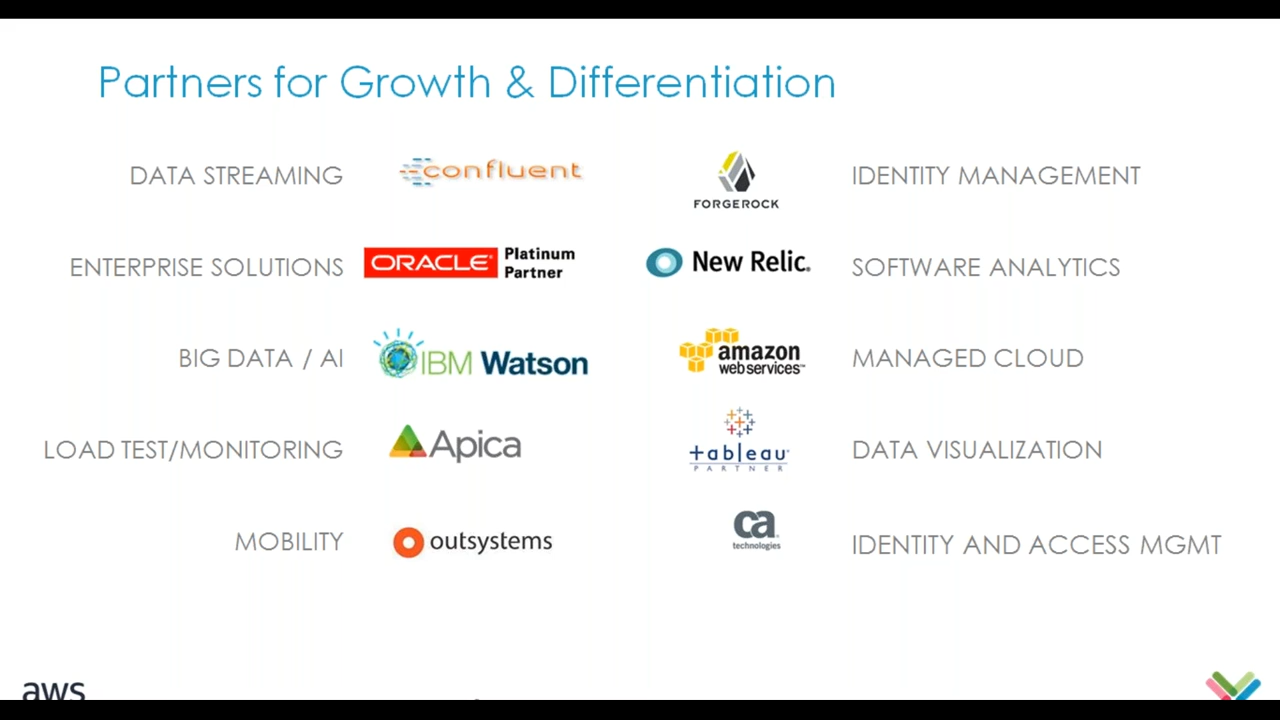 Partners for Growth & Differentiation
DATA STREAMING
confluent
FORGEROCK
IDENTITY MANAGEMENT
ENTERPRISE SOLUTIONS
ORACLE
Platinum
Partner
New Relic.
SOFTWARE ANALYTICS
BIG DATA / AI
IBM Watson
amazon
webservices™
MANAGED CLOUD
LOAD TEST/MONITORING
Apica
tableau
PARTNER
DATA VISUALIZATION
MOBILITY
outsystems
ca
technologies
IDENTITY AND ACCESS MGMT
aws